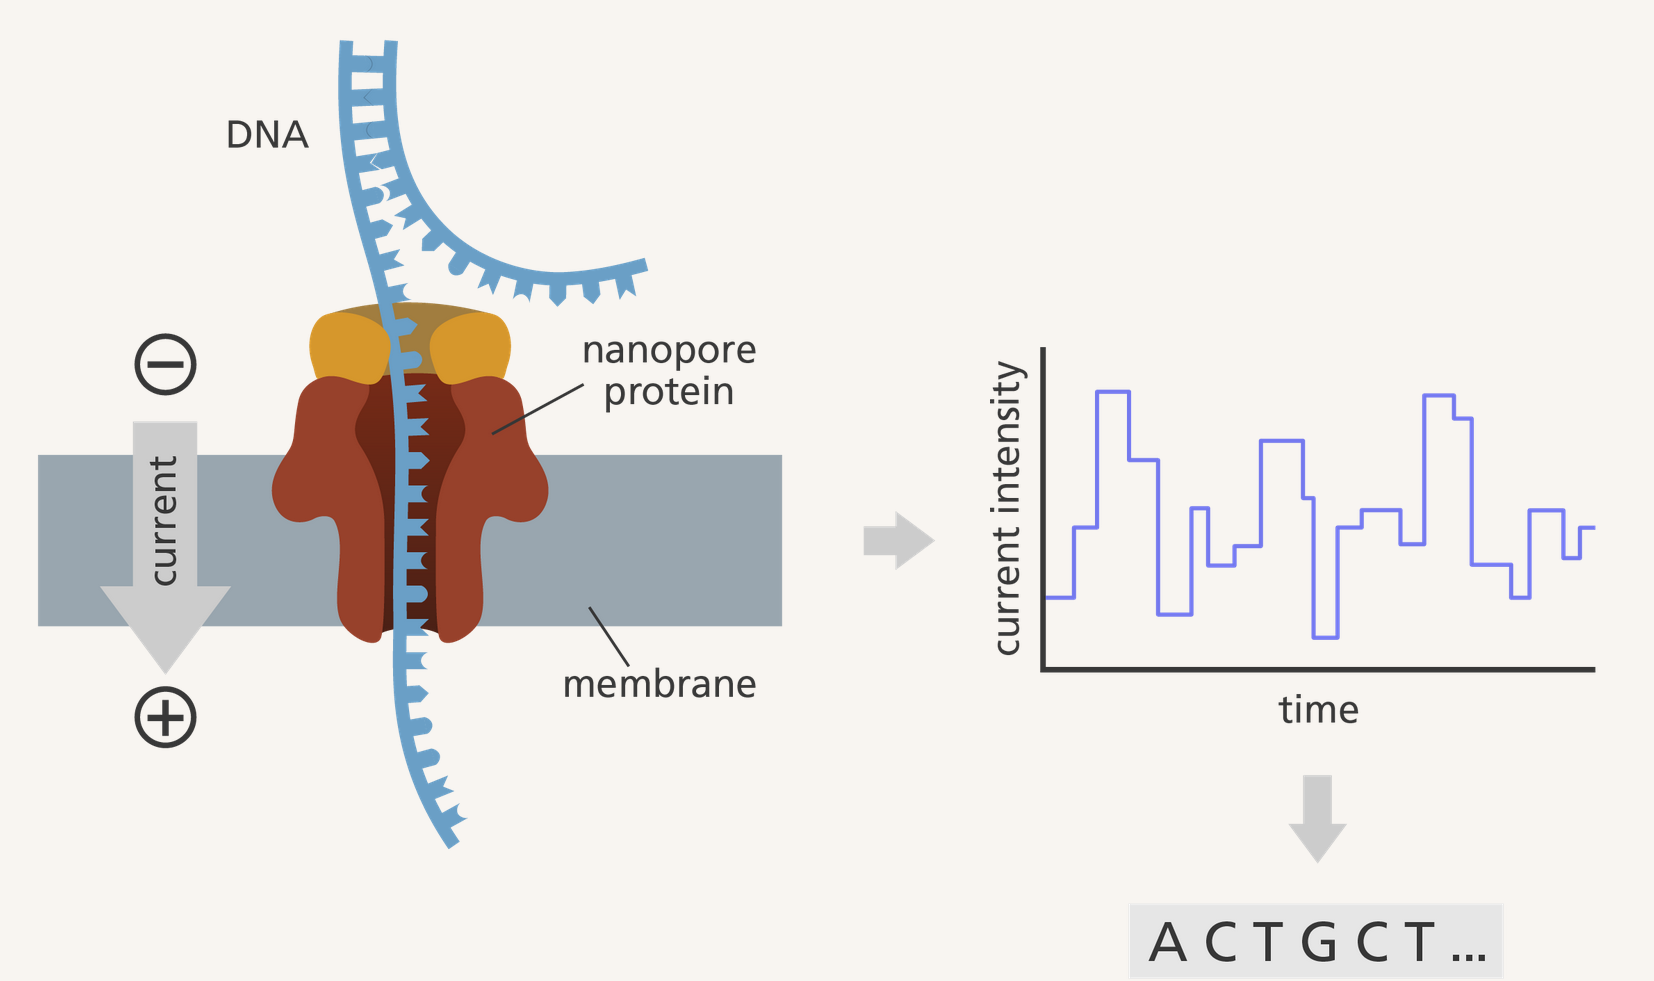 DNA
nanopore
protein
current
membrane
current intensity
time
A C T G C T ...